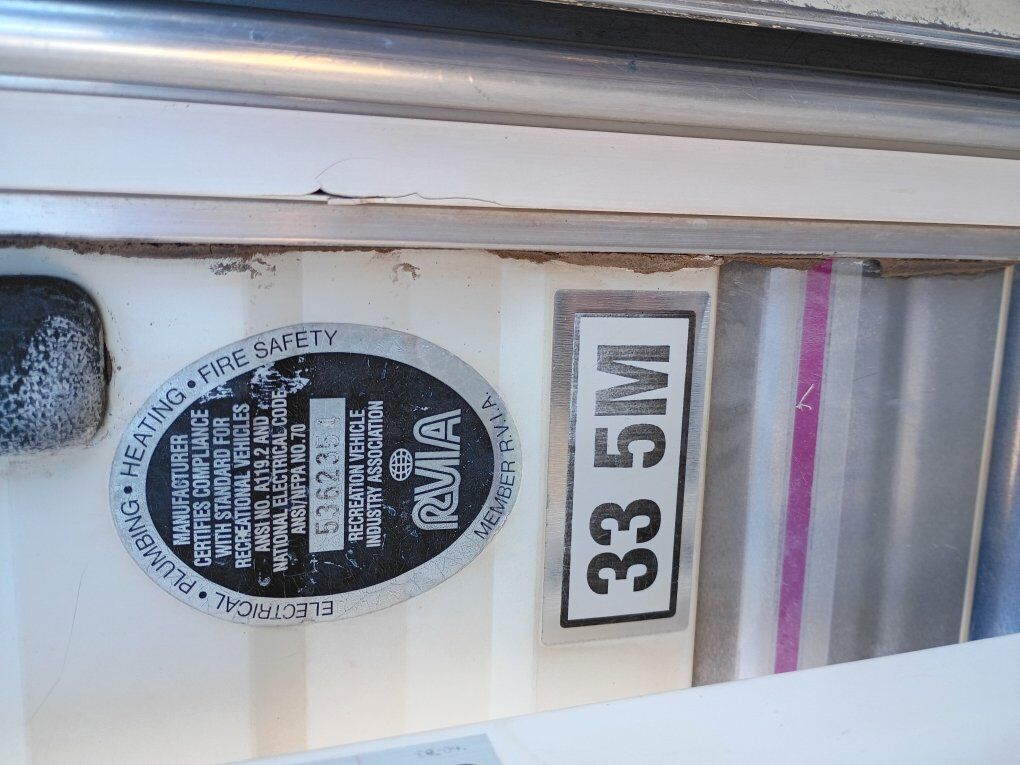 ELECTRICAL • PLUMBING • HEATING • FIRE SAFETY
MANUFACTURER
CERTIFIES COMPLIANCE
WITH STANDARD FOR
RECREATIONAL VEHICLES
ANSI NO. A119.2 AND
NATIONAL ELECTRICAL CODE
ANSI/NFPA NO. 70
RECREATION VEHICLE
INDUSTRY ASSOCIATION
RVIA
MEMBER R.V.I.A.
33 5M